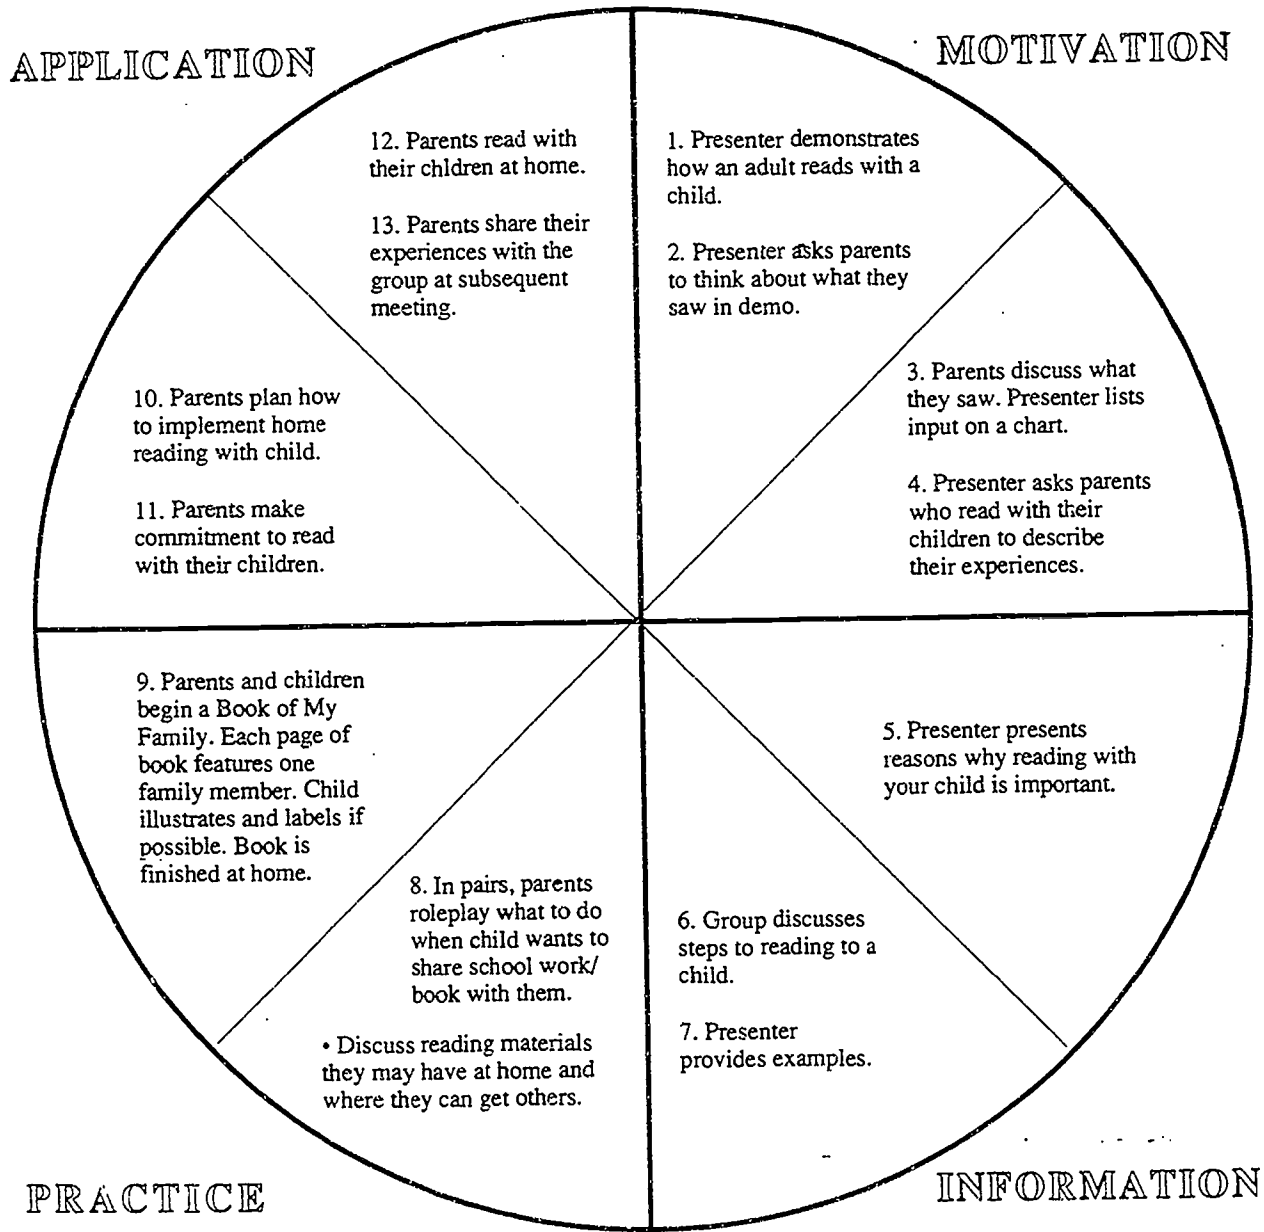 APPLICATION
MOTIVATION
12. Parents read with
their chldren at home.
13. Parents share their
experiences with the
group at subsequent
meeting.
1. Presenter demonstrates
how an adult reads with a
child.
2. Presenter asks parents
to think about what they
saw in demo.
3. Parents discuss what
they saw. Presenter lists
input on a chart.
4. Presenter asks parents
who read with their
children to describe
their experiences.
10. Parents plan how
to implement home
reading with child.
11. Parents make
commitment to read
with their children.
9. Parents and children
begin a Book of My
Family. Each page of
book features one
family member. Child
illustrates and labels if
possible. Book is
finished at home.
5. Presenter presents
reasons why reading with
your child is important.
8. In pairs, parents
roleplay what to do
when child wants to
share school work/
book with them.
• Discuss reading materials
they may have at home and
where they can get others.
6. Group discusses
steps to reading to a
child.
7. Presenter
provides examples.
PRACTICE
INFORMATION